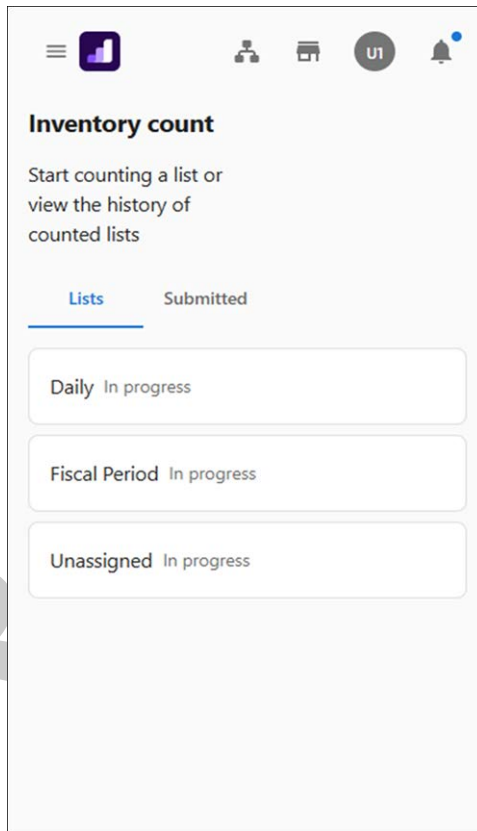 U1
Inventory count
Start counting a list or
view the history of
counted lists
Lists Submitted
Daily In progress
Fiscal Period In progress
Unassigned In progress